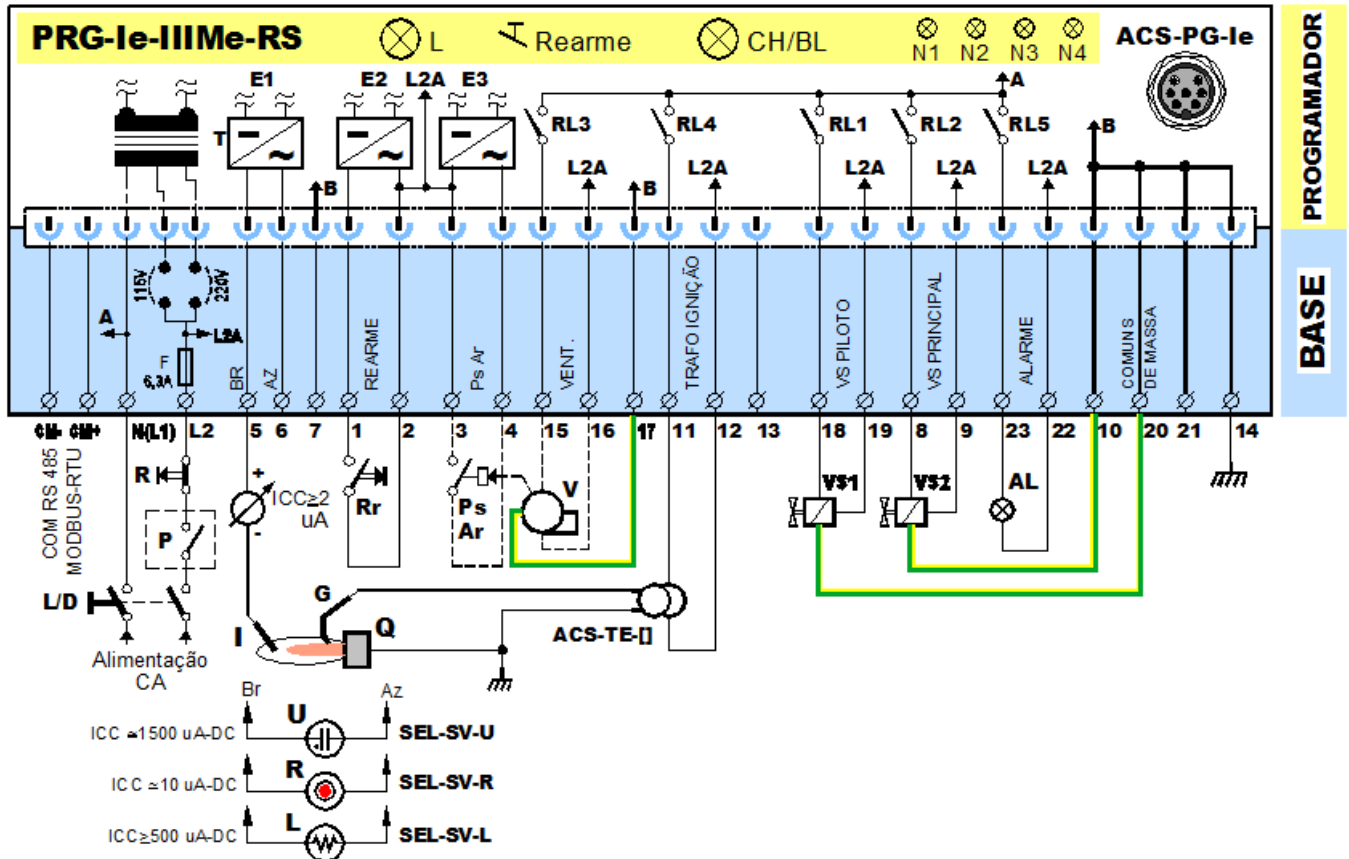 PRG-Ie-IIIMe-RS
L
Rearme
CH/BL
N1 N2 N3 N4
ACS-PG-Ie
PROGRAMADOR
E1
E2
L2A
E3
A
T
RL3
RL4
RL1
RL2
RL5
B
B
L2A
L2A
B
L2A
L2A
L2A
115V
220V
A
L2A
F
6,3A
BR
AZ
REARME
Ps Ar
VENT.
TRAFO IGNIÇÃO
VS PILOTO
VS PRINCIPAL
ALARME
COMUNS
DE MASSA
BASE
CM- CM+ N(L1) L2 5 6 7 1 2 3 4 15 16 17 11 12 13 18 19 8 9 23 22 10 20 21 14
COM RS 485
MODBUS-RTU
R
P
L/D
Alimentação
CA
+
ICC≥2
uA
-
Rr
Ps
Ar
V
VS1
VS2
AL
G
I
Q
ACS-TE-[]
Br
Az
ICC ≃1500 uA-DC
U
SEL-SV-U
ICC ≃10 uA-DC
R
SEL-SV-R
ICC≥500 uA-DC
L
SEL-SV-L